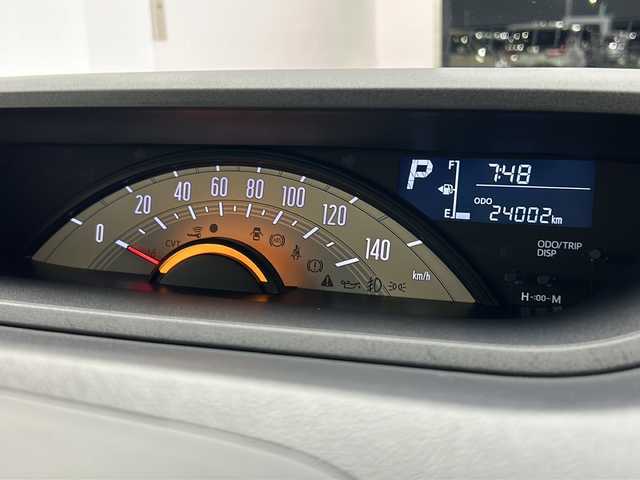 0 20 40 60 80 100 120 140
km/h
CVT
P
F
E
7:48
ODO
24002km
ODO/TRIP
DISP
H-:00-M